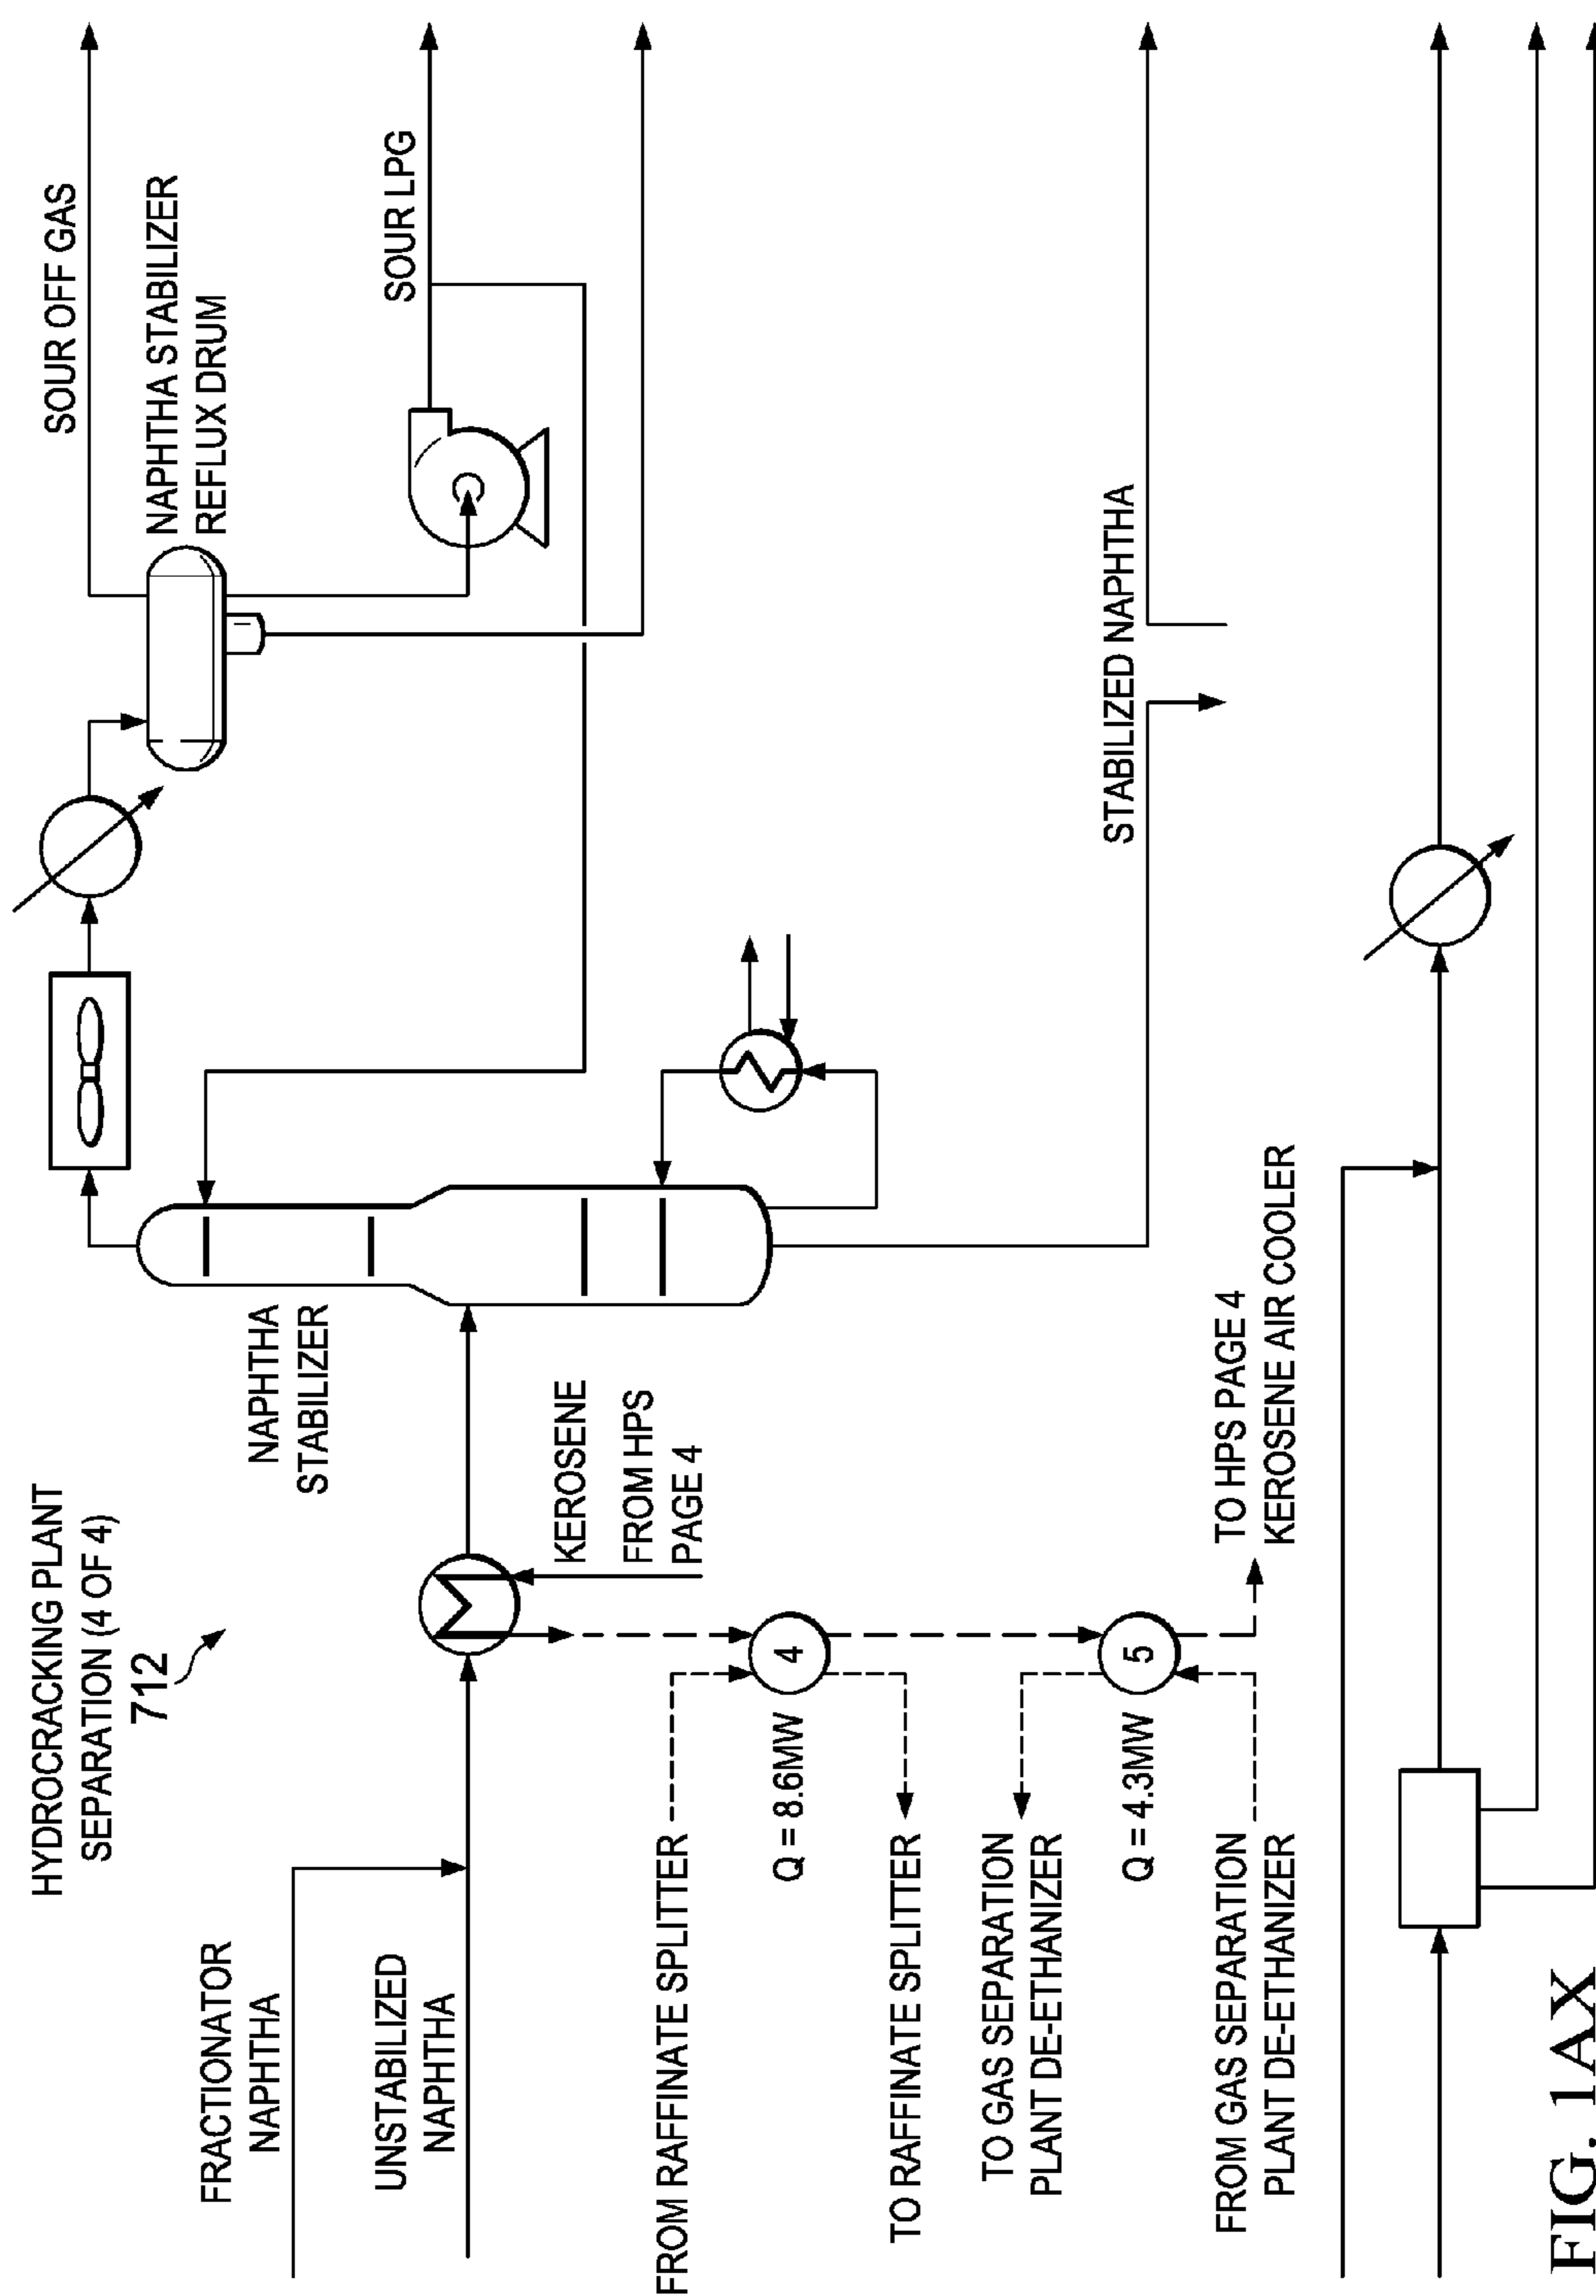 HYDROCRACKING PLANT
SEPARATION (4 OF 4)
712
FRACTIONATOR
NAPHTHA
UNSTABILIZED
NAPHTHA
NAPHTHA
STABILIZER
SOUR OFF GAS
NAPHTHA STABILIZER
REFLUX DRUM
SOUR LPG
KEROSENE
FROM HPS
PAGE 4
FROM RAFFINATE SPLITTER
4
Q = 8.6MW
TO RAFFINATE SPLITTER
TO GAS SEPARATION
PLANT DE-ETHANIZER
5
Q = 4.3MW
FROM GAS SEPARATION
PLANT DE-ETHANIZER
TO HPS PAGE 4
KEROSENE AIR COOLER
STABILIZED NAPHTHA
FIG. 1AX